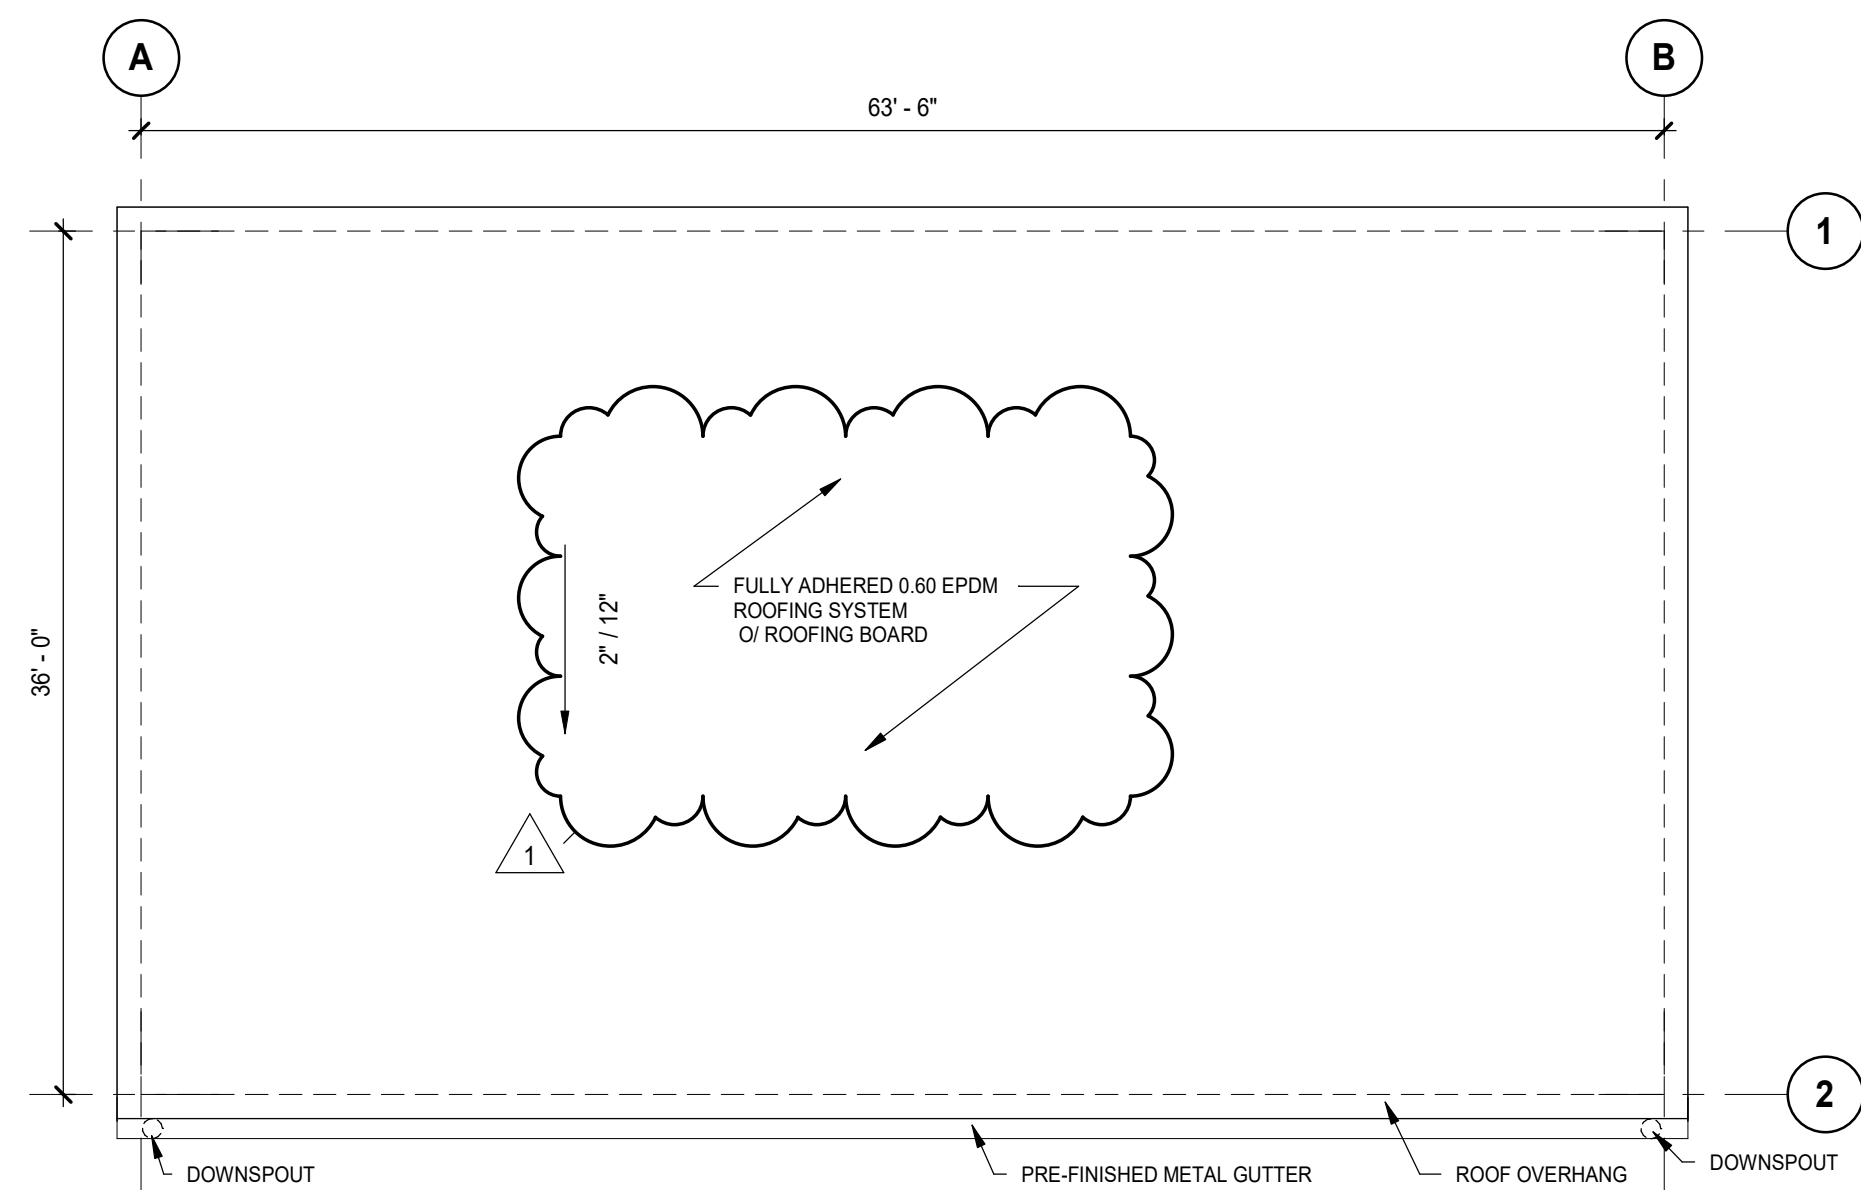 A
B
63' - 6"
1
36' - 0"
2" / 12"
FULLY ADHERED 0.60 EPDM
ROOFING SYSTEM
O/ ROOFING BOARD
1
2
DOWNSPOUT
PRE-FINISHED METAL GUTTER
ROOF OVERHANG
DOWNSPOUT